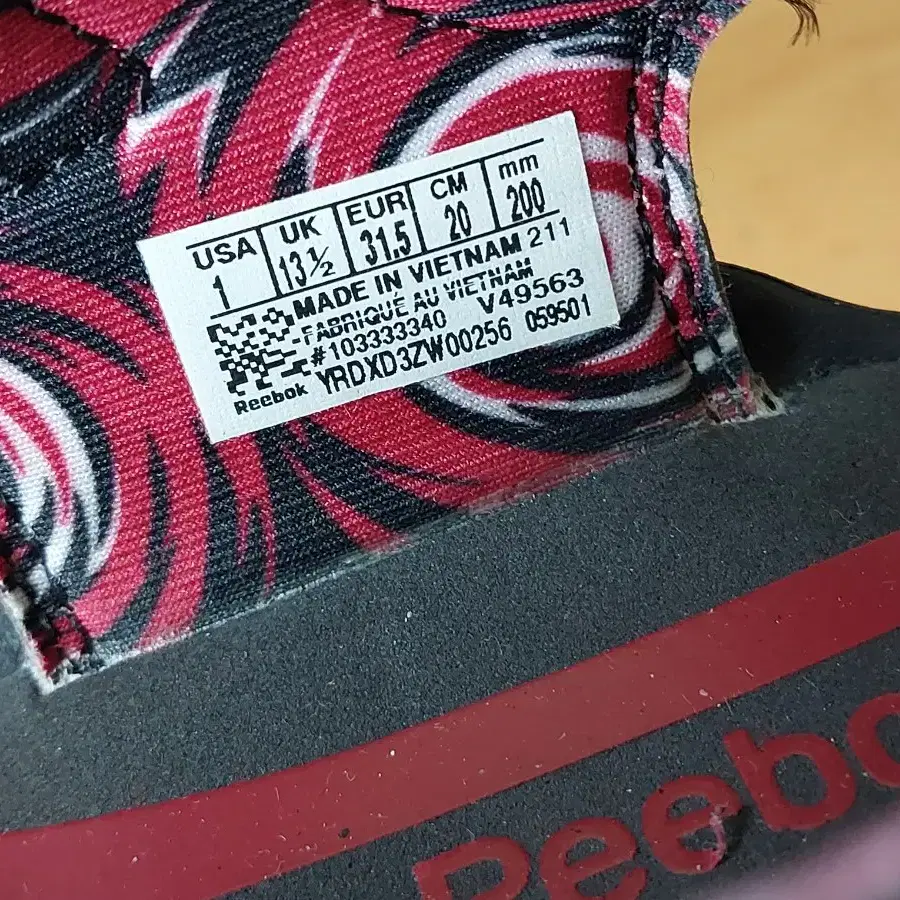 USA UK EUR CM mm
1 13½ 31.5 20 200
MADE IN VIETNAM 211
FABRIQUÉ AU VIETNAM
#103333340 V49563
YRDXD3ZW00256 059501
Reebok
Reebo